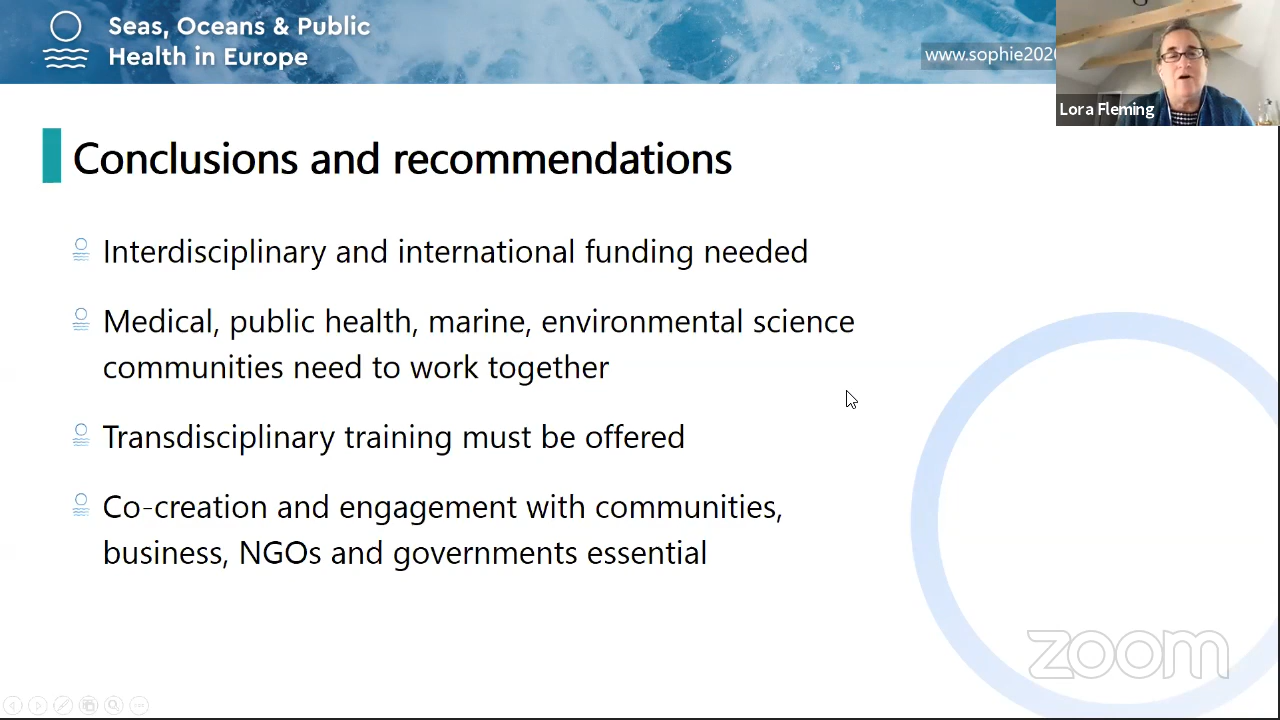 Seas, Oceans & Public
Health in Europe
www.sophie202
Lora Fleming
Conclusions and recommendations
Interdisciplinary and international funding needed
Medical, public health, marine, environmental science
communities need to work together
Transdisciplinary training must be offered
Co-creation and engagement with communities,
business, NGOs and governments essential
zoom